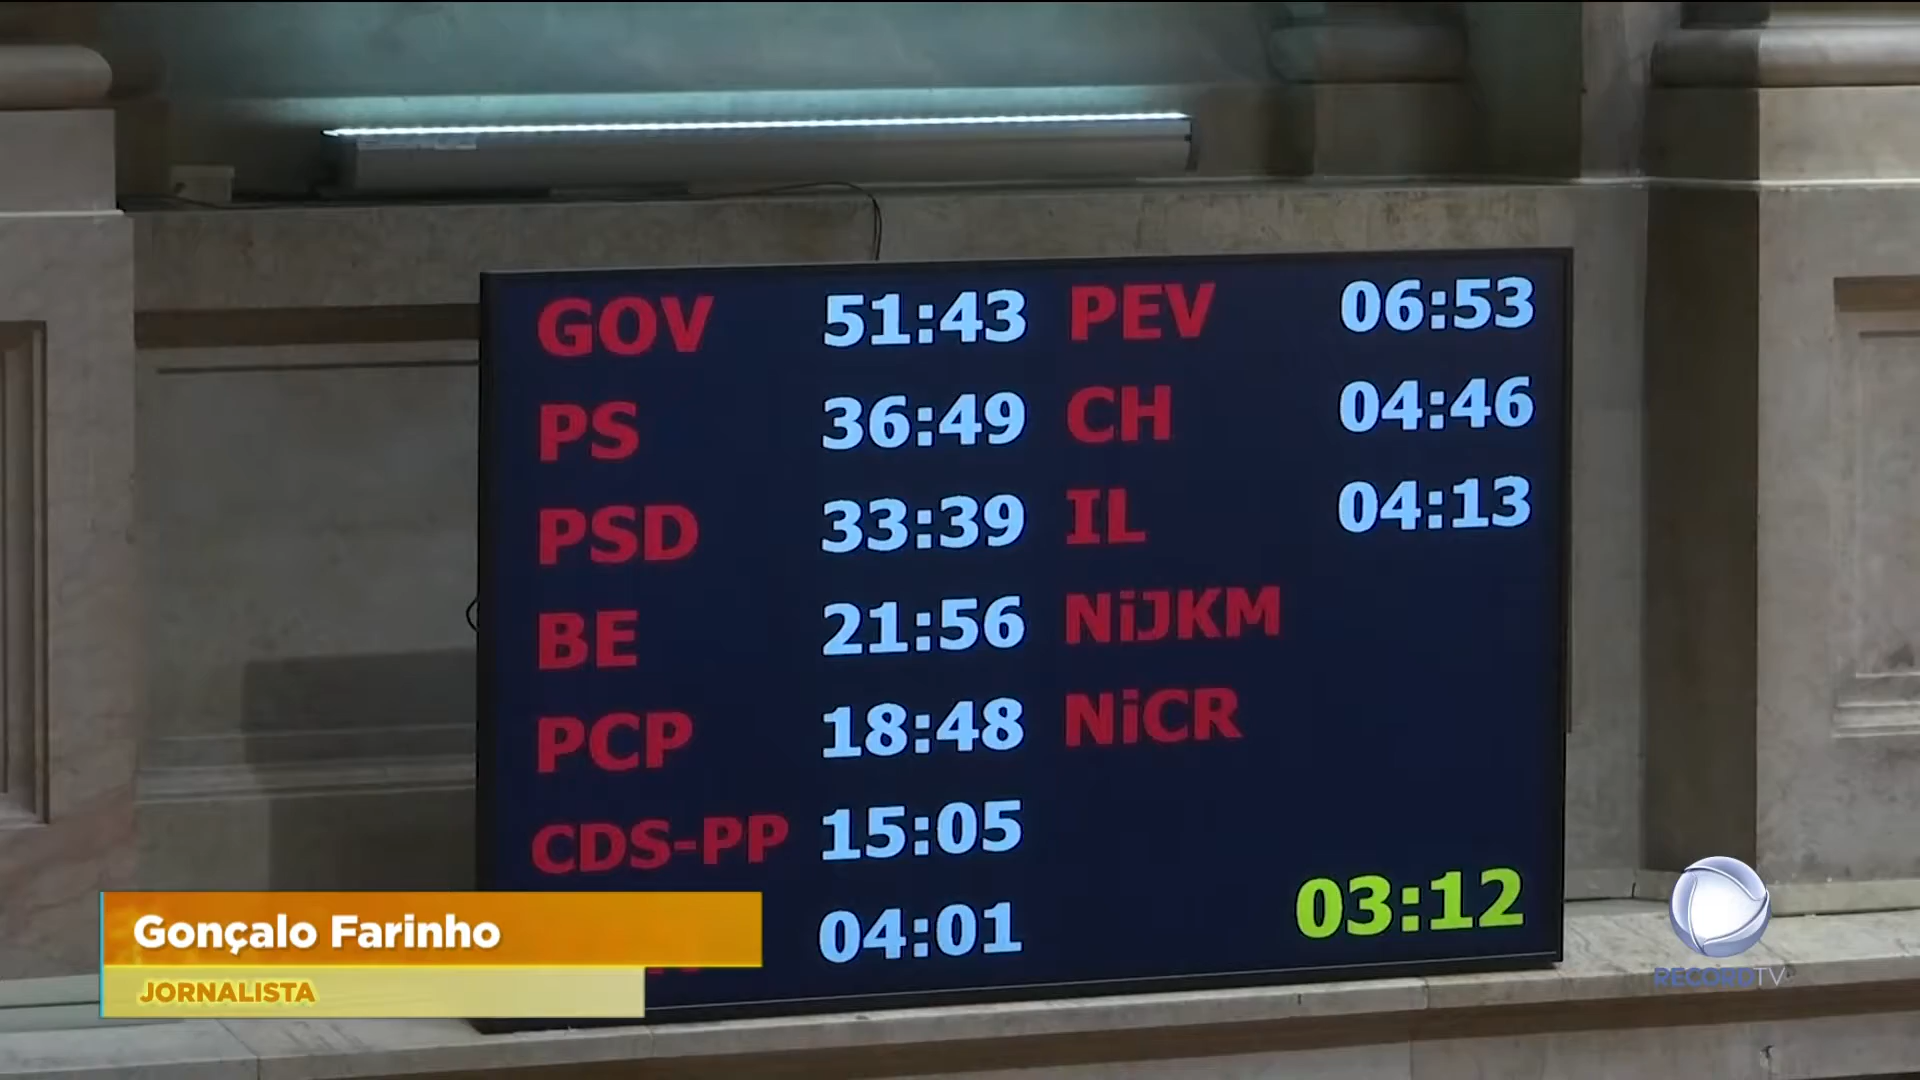 GOV 51:43 PEV 06:53
PS 36:49 CH 04:46
PSD 33:39 IL 04:13
BE 21:56 NiJKM
PCP 18:48 NiCR
CDS-PP 15:05
04:01 03:12
Gonçalo Farinho
JORNALISTA
RECORD TV